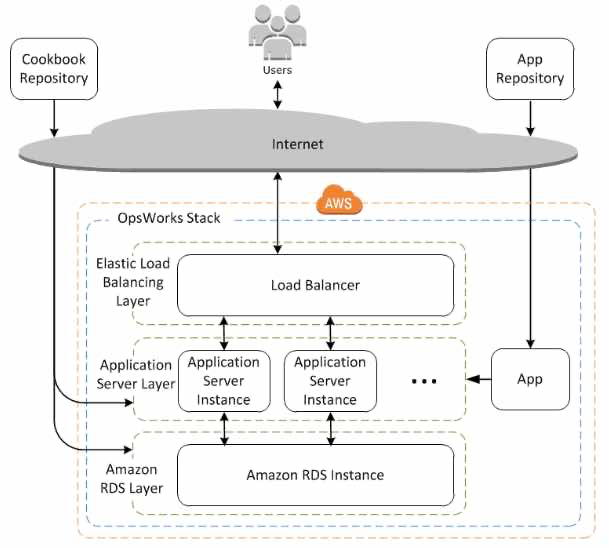 Cookbook
Repository
Users
App
Repository
Internet
AWS
OpsWorks Stack
Elastic Load
Balancing
Layer
Load Balancer
Application
Server Layer
Application
Server
Instance
Application
Server
Instance
...
App
Amazon
RDS Layer
Amazon RDS Instance